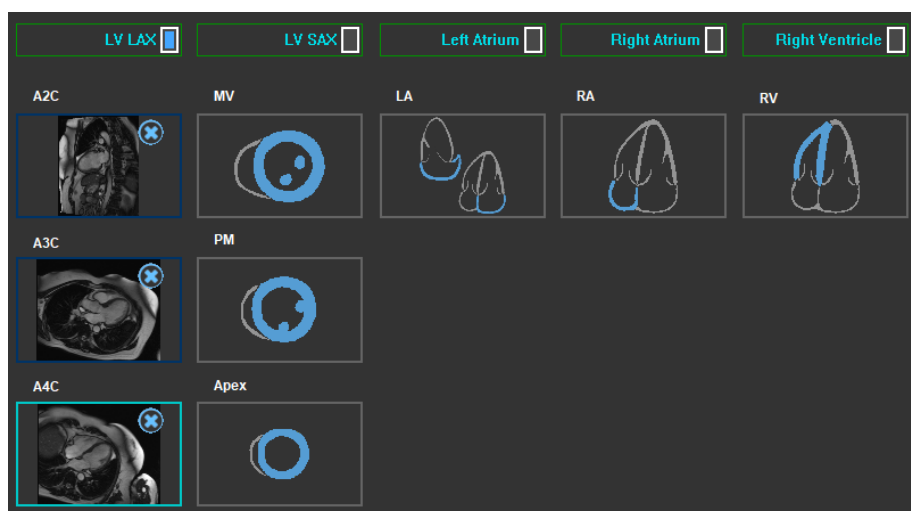 LV LAX LV SAX Left Atrium Right Atrium Right Ventricle
A2C MV LA RA RV
A3C PM
A4C Apex